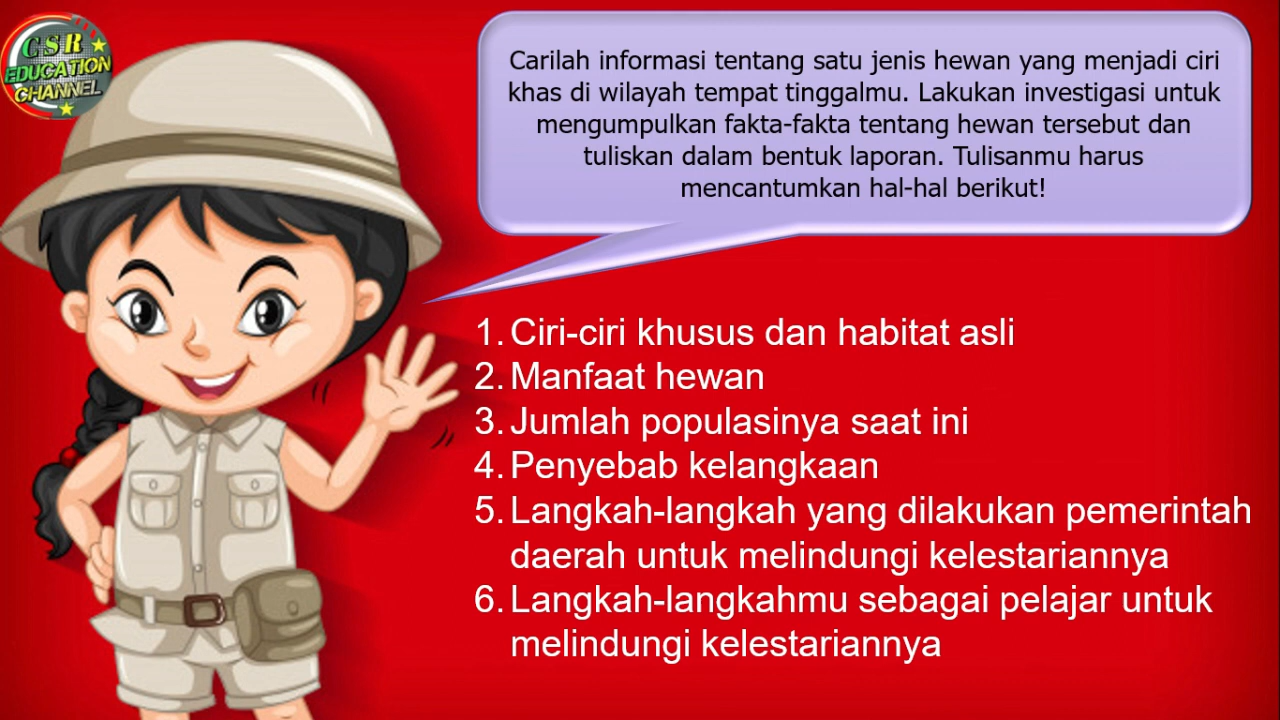 CSR
EDUCATION
CHANNEL
Carilah informasi tentang satu jenis hewan yang menjadi ciri
khas di wilayah tempat tinggalmu. Lakukan investigasi untuk
mengumpulkan fakta-fakta tentang hewan tersebut dan
tuliskan dalam bentuk laporan. Tulisanmu harus
mencantumkan hal-hal berikut!
1. Ciri-ciri khusus dan habitat asli
2. Manfaat hewan
3. Jumlah populasinya saat ini
4. Penyebab kelangkaan
5. Langkah-langkah yang dilakukan pemerintah
daerah untuk melindungi kelestariannya
6. Langkah-langkahmu sebagai pelajar untuk
melindungi kelestariannya